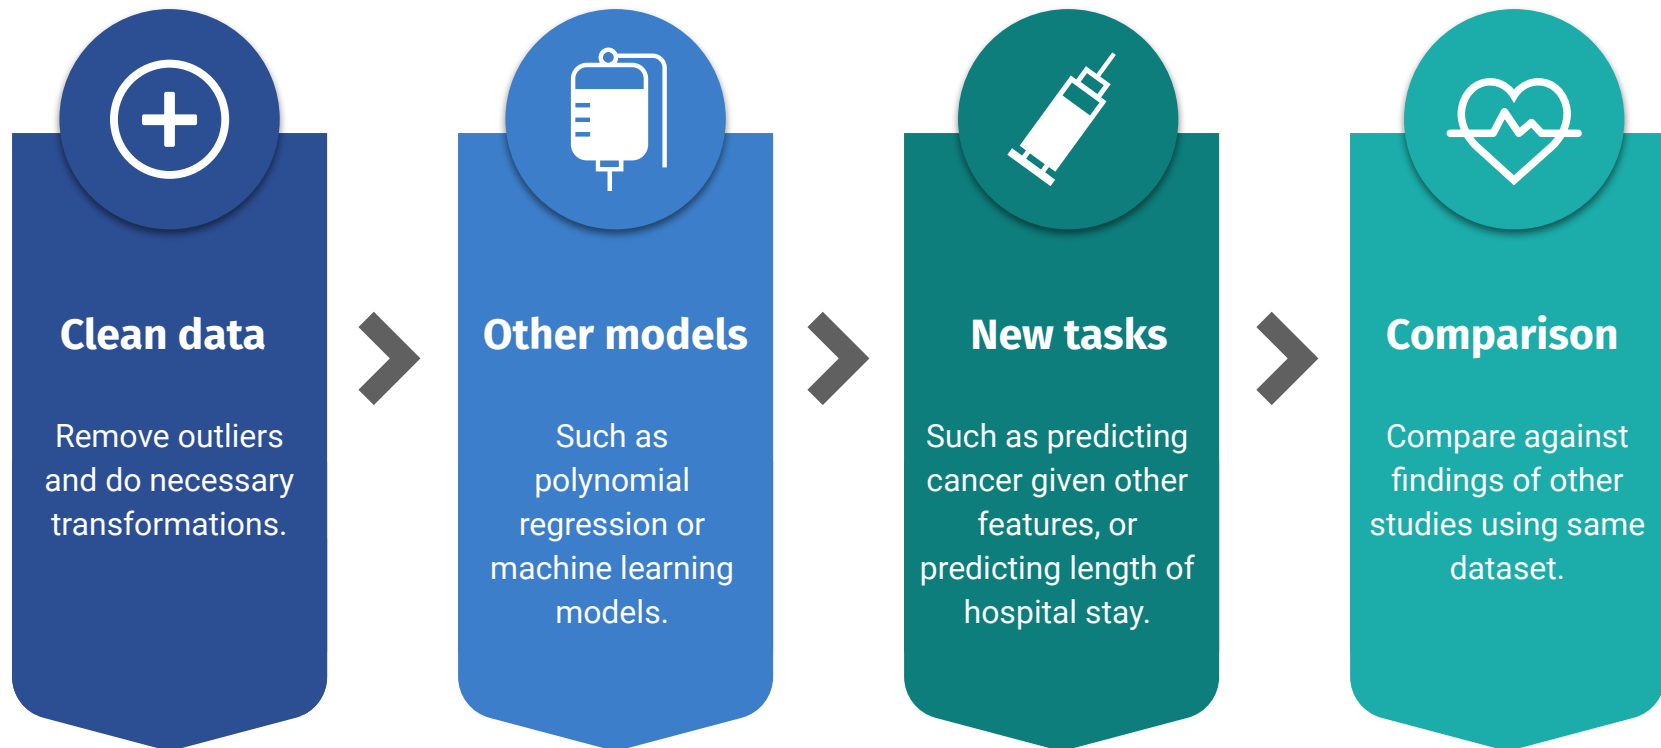 Clean data
Remove outliers
and do necessary
transformations.
Other models
Such as
polynomial
regression or
machine learning
models.
New tasks
Such as predicting
cancer given other
features, or
predicting length of
hospital stay.
Comparison
Compare against
findings of other
studies using same
dataset.